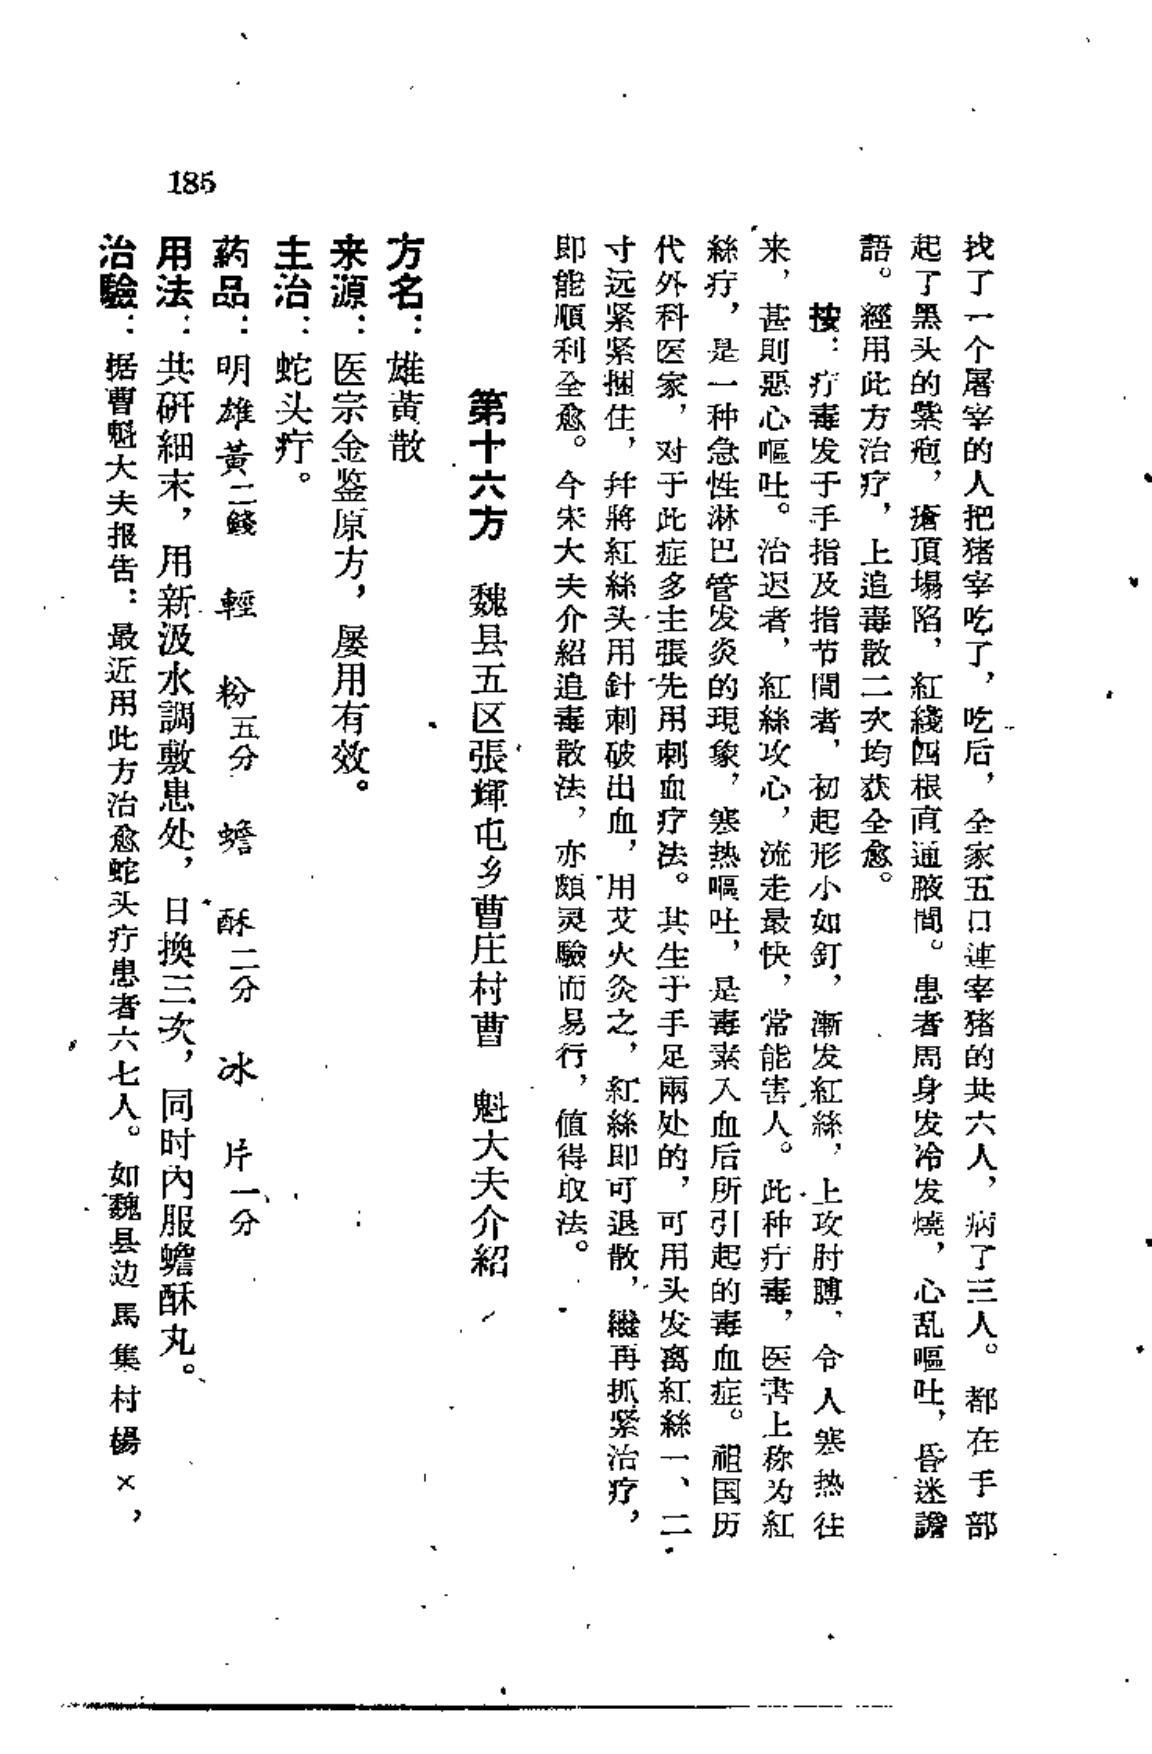 找了一个屠宰的人把猪宰吃了，吃后，全家五口連宰猪的共六人，病了三人。都在手部
起了黑头的紫疱，瘡頂塌陷，紅綫四根直通腋間。患者周身发冷发燒，心乱嘔吐，昏迷譫
語。經用此方治疗，上追毒散二次均获全愈。
按：疔毒发于手指及指节間者，初起形小如釘，漸发紅絲，上攻肘膊，令人寒热往
来，甚則惡心嘔吐。治迟者，紅絲攻心，流走最快，常能害人。此种疔毒，医書上称为紅
絲疔，是一种急性淋巴管发炎的現象，寒热嘔吐，是毒素入血后所引起的毒血症。祖国历
代外科医家，对于此症多主張先用刺血疗法。其生于手足兩处的，可用头发离紅絲一、二
寸远紧紧捆住，幷將紅絲头用針刺破出血，用艾火灸之，紅絲即可退散，繼再抓紧治疗，
即能順利全愈。今宋大夫介紹追毒散法，亦頗灵驗而易行，值得取法。
第十六方　魏县五区張輝屯乡曹庄村曹　魁大夫介紹
方名：雄黃散
来源：医宗金鉴原方，屡用有效。
主治：蛇头疔。
葯品：明雄黃二錢　輕　粉五分　蟾　酥二分　冰　片一分
用法：共研細末，用新汲水調敷患处，日換三次，同时內服蟾酥丸。
治驗：据曹魁大夫报告：最近用此方治愈蛇头疔患者六七人。如魏县边馬集村楊×，
185